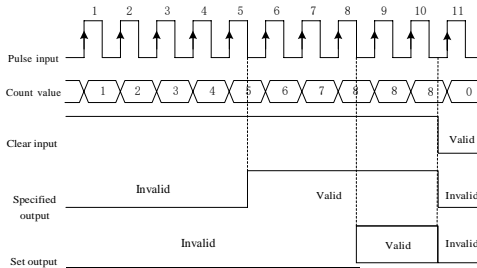 1 2 3 4 5 6 7 8 9 10 11
Pulse input
Count value 1 2 3 4 5 6 7 8 8 8 0
Clear input Valid
Specified output Invalid Valid Invalid
Set output Invalid Valid Invalid